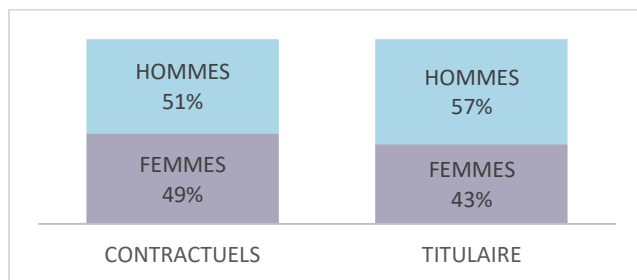 HOMMES
51%
FEMMES
49%
CONTRACTUELS
HOMMES
57%
FEMMES
43%
TITULAIRE